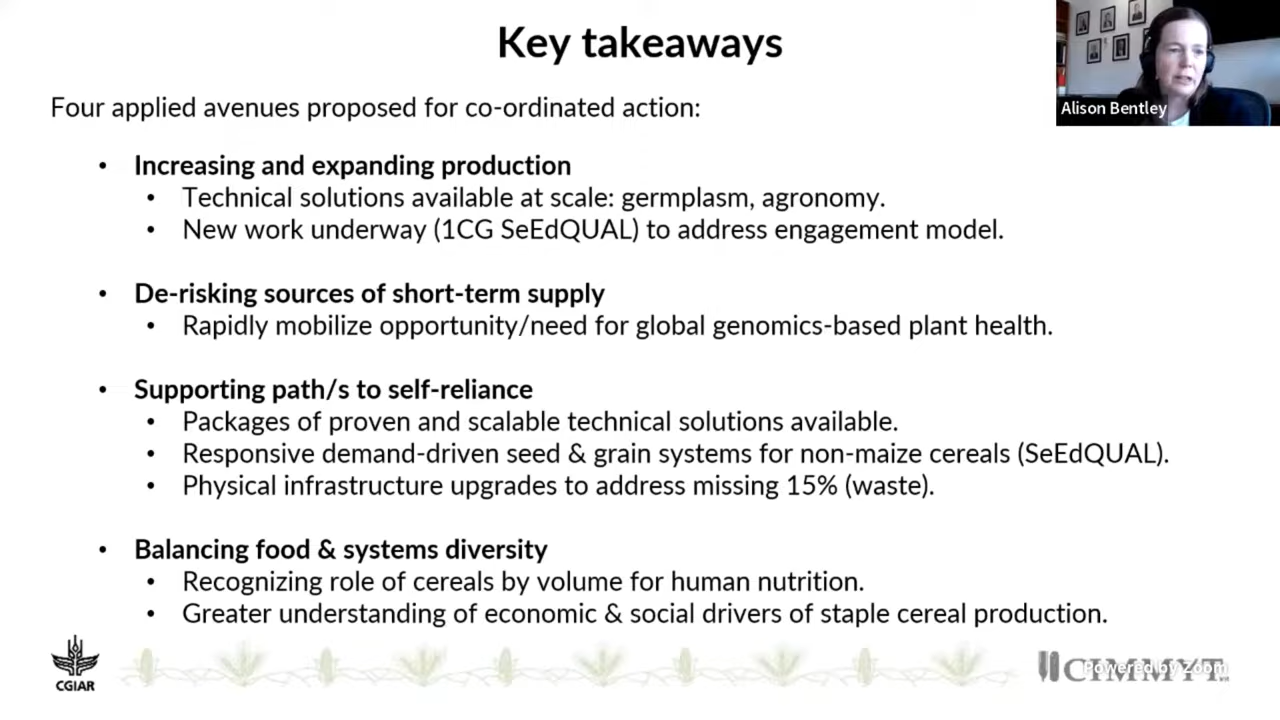 Key takeaways
Alison Bentley
Four applied avenues proposed for co-ordinated action:
• Increasing and expanding production
• Technical solutions available at scale: germplasm, agronomy.
• New work underway (1CG SeEdQUAL) to address engagement model.
• De-risking sources of short-term supply
• Rapidly mobilize opportunity/need for global genomics-based plant health.
• Supporting path/s to self-reliance
• Packages of proven and scalable technical solutions available.
• Responsive demand-driven seed & grain systems for non-maize cereals (SeEdQUAL).
• Physical infrastructure upgrades to address missing 15% (waste).
• Balancing food & systems diversity
• Recognizing role of cereals by volume for human nutrition.
• Greater understanding of economic & social drivers of staple cereal production.
CGIAR
CIMMYT
Powered by Zoom